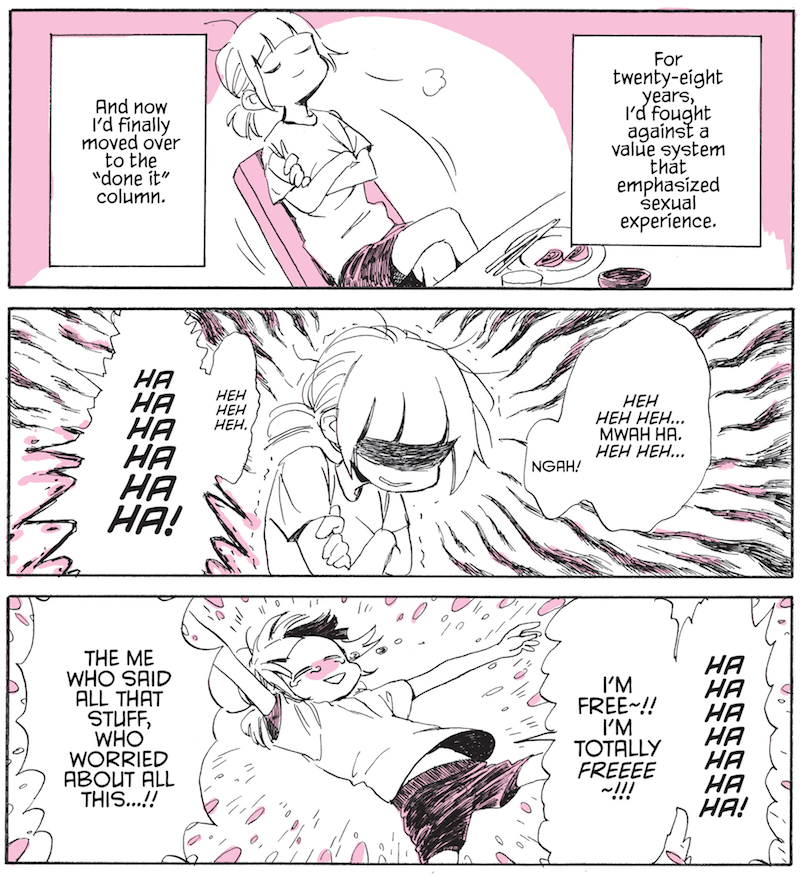 For
twenty-eight
years,
I'd fought
against a
value system
that
emphasized
sexual
experience.
And now
I'd finally
moved over
to the
"done it"
column.
HEH
HEH HEH...
MWAH HA.
HEH HEH...
NGAH!
HEH
HEH
HEH.
HA
HA
HA
HA
HA
HA!
HA
HA
HA
HA
HA
HA!
I'M
FREE~!!
I'M
TOTALLY
FREEEE
~!!!
THE ME
WHO SAID
ALL THAT
STUFF,
WHO
WORRIED
ABOUT ALL
THIS...!!